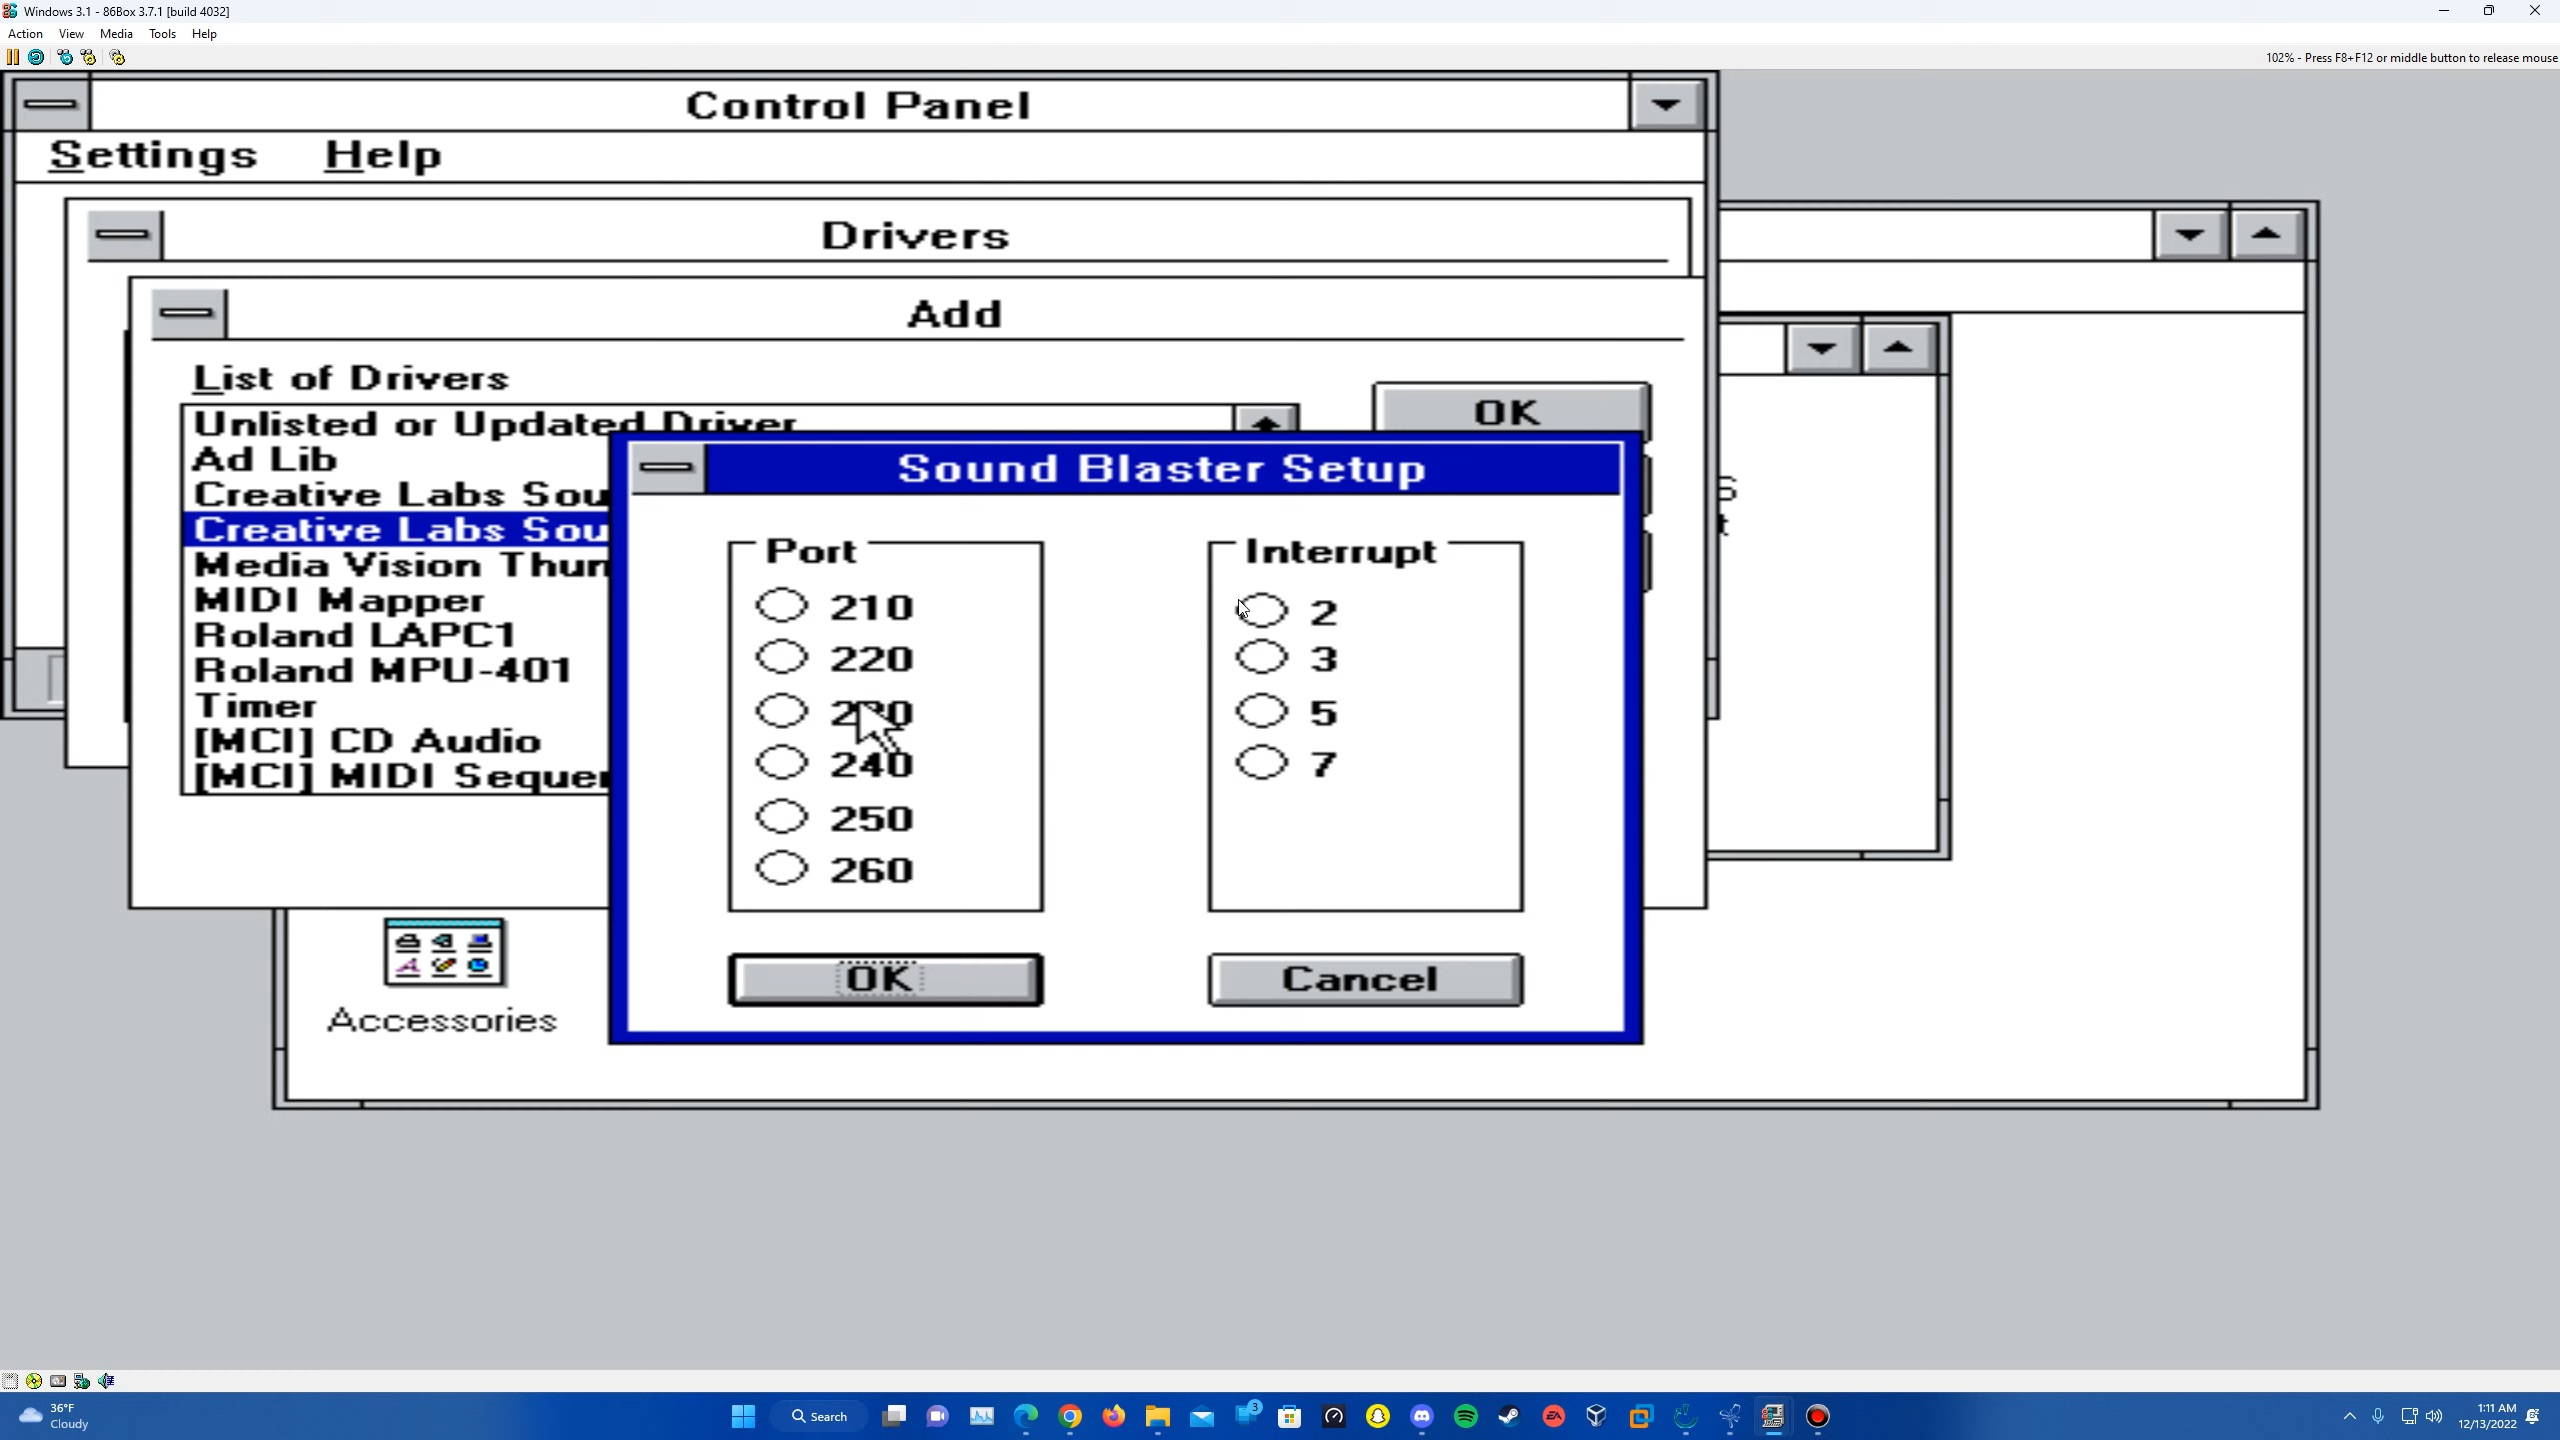 Windows 3.1 - 86Box 3.7.1 [build 4032]
Action View Media Tools Help
102% - Press F8+F12 or middle button to release mouse
Control Panel
Settings Help
Drivers
Add
List of Drivers
OK
Unlisted or Updated Driver
Ad Lib
Creative Labs Sou
Creative Labs Sou
Media Vision Thun
MIDI Mapper
Roland LAPC1
Roland MPU-401
Timer
[MCI] CD Audio
[MCI] MIDI Sequen
Sound Blaster Setup
Port
210
220
240
250
260
Interrupt
2
3
5
7
OK
Cancel
Accessories
36°F
Cloudy
Search
3
1:11 AM
12/13/2022